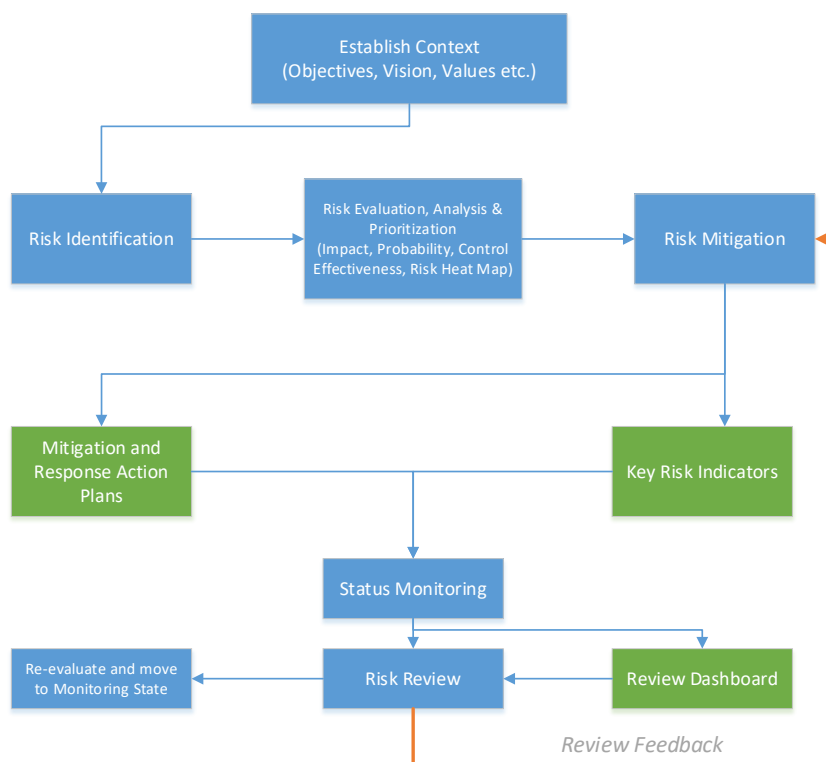 Establish Context
(Objectives, Vision, Values etc.)
Risk Identification
Risk Evaluation, Analysis &
Prioritization
(Impact, Probability, Control
Effectiveness, Risk Heat Map)
Risk Mitigation
Mitigation and
Response Action
Plans
Key Risk Indicators
Status Monitoring
Re-evaluate and move
to Monitoring State
Risk Review
Review Dashboard
Review Feedback